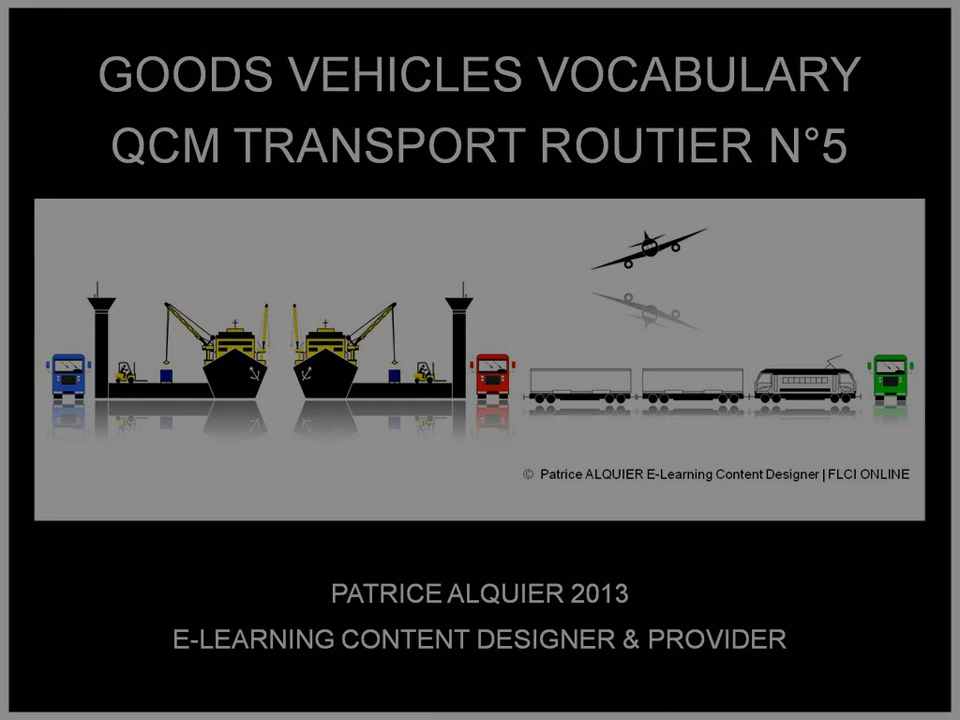 GOODS VEHICLES VOCABULARY
QCM TRANSPORT ROUTIER N°5
© Patrice ALQUIER E-Learning Content Designer | FLCI ONLINE
PATRICE ALQUIER 2013
E-LEARNING CONTENT DESIGNER & PROVIDER